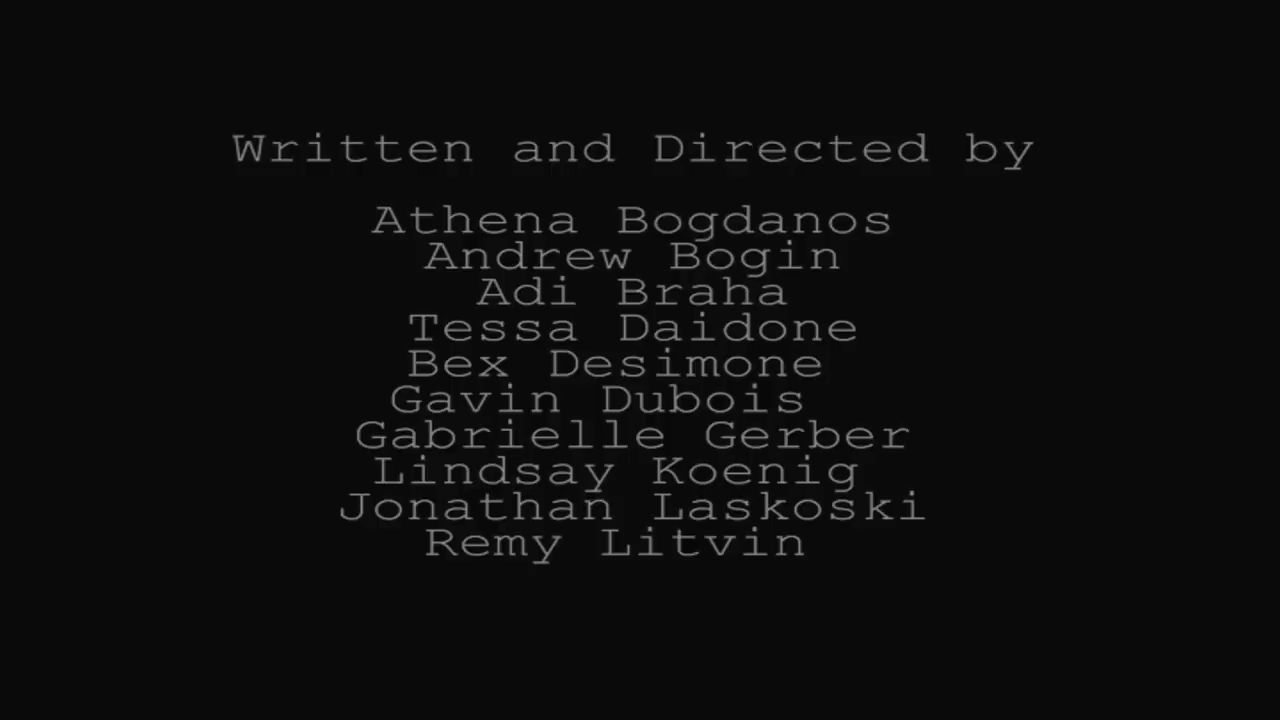 Written and Directed by
Athena Bogdanos
Andrew Bogin
Adi Braha
Tessa Daidone
Bex Desimone
Gavin Dubois
Gabrielle Gerber
Lindsay Koenig
Jonathan Laskoski
Remy Litvin